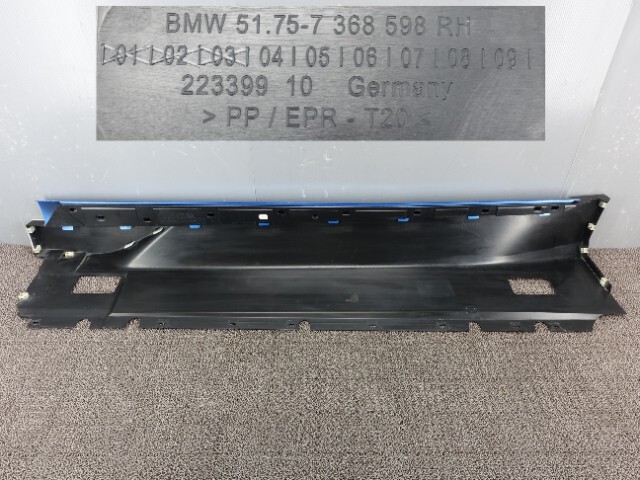 BMW 51.75-7 368 598 RH
| 01 | 02 | 03 | 04 | 05 | 06 | 07 | 08 | 09 |
223399 10 Germany
> PP / EPR - T20 <